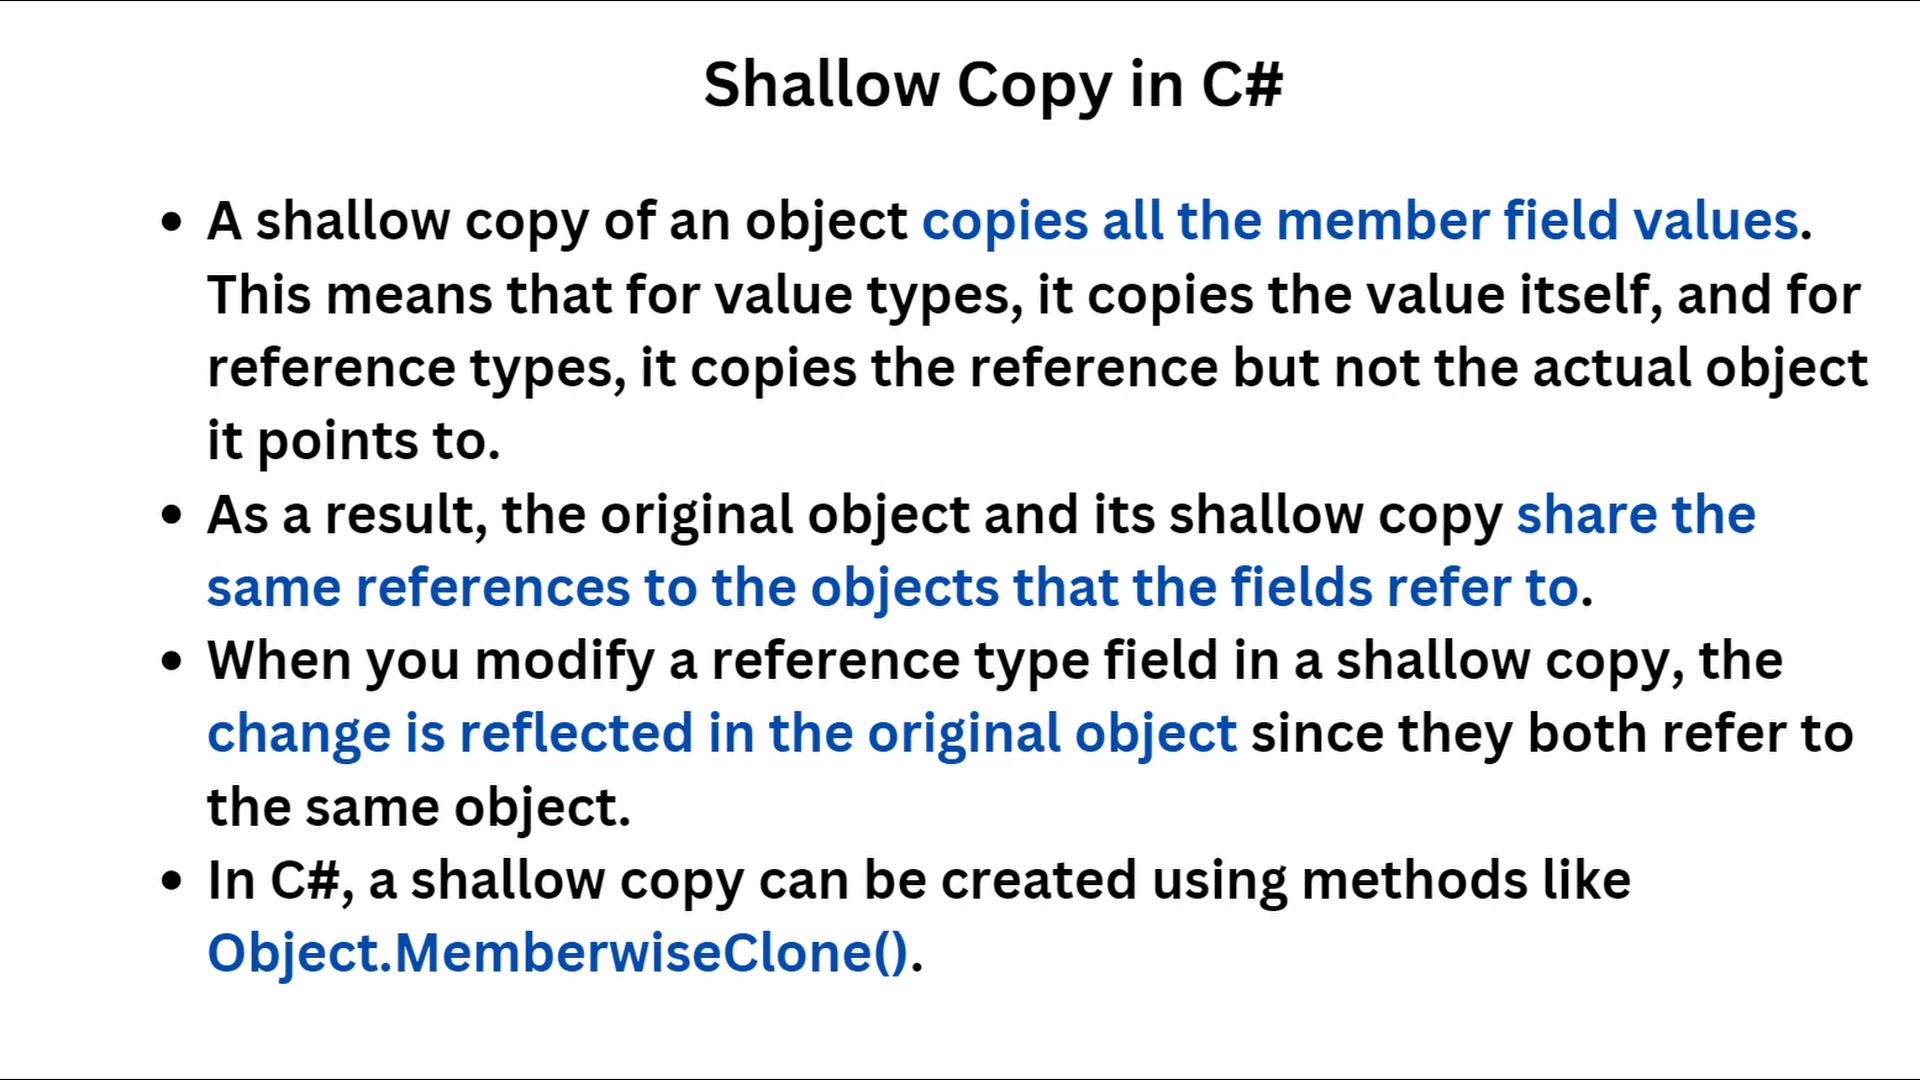 Shallow Copy in C#
• A shallow copy of an object copies all the member field values.
This means that for value types, it copies the value itself, and for
reference types, it copies the reference but not the actual object
it points to.
• As a result, the original object and its shallow copy share the
same references to the objects that the fields refer to.
• When you modify a reference type field in a shallow copy, the
change is reflected in the original object since they both refer to
the same object.
• In C#, a shallow copy can be created using methods like
Object.MemberwiseClone().